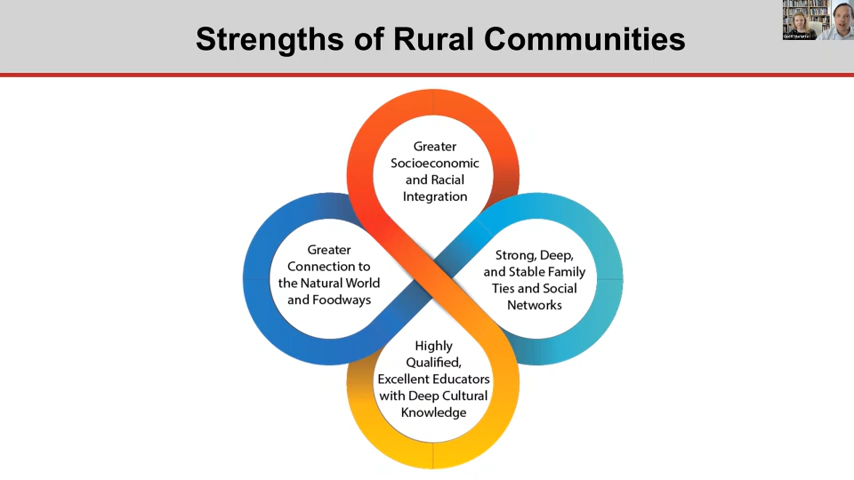 Strengths of Rural Communities
Greater
Socioeconomic
and Racial
Integration
Greater
Connection to
the Natural World
and Foodways
Strong, Deep,
and Stable Family
Ties and Social
Networks
Highly
Qualified,
Excellent Educators
with Deep Cultural
Knowledge